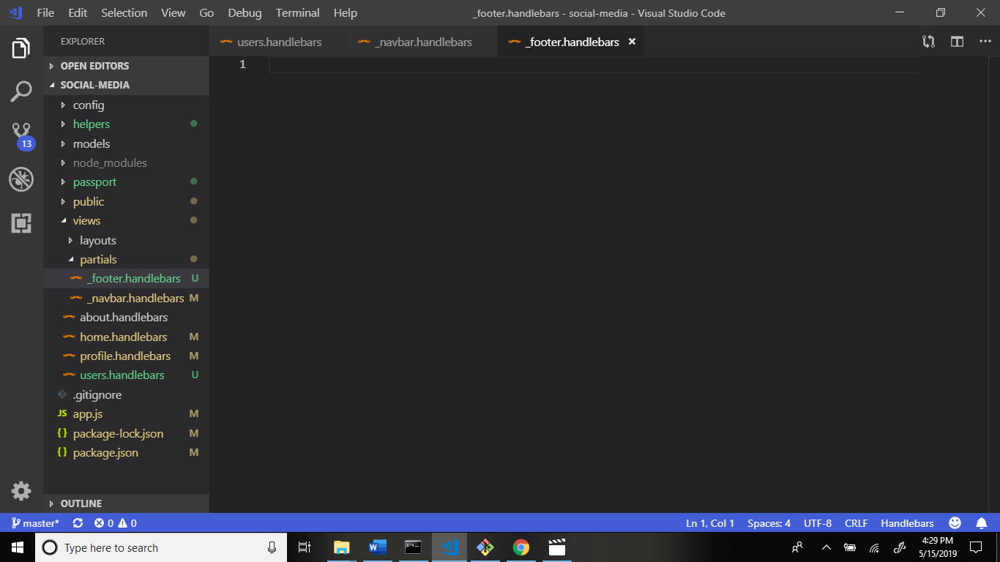 File Edit Selection View Go Debug Terminal Help _footer.handlebars - social-media - Visual Studio Code
EXPLORER
users.handlebars _navbar.handlebars _footer.handlebars
OPEN EDITORS
SOCIAL-MEDIA
config
helpers
models
node_modules
passport
public
views
layouts
partials
_footer.handlebars U
_navbar.handlebars M
about.handlebars
home.handlebars M
profile.handlebars M
users.handlebars U
.gitignore
JS app.js M
{} package-lock.json M
{} package.json M
OUTLINE
13
1
master* 0 0 Ln 1, Col 1 Spaces: 4 UTF-8 CRLF Handlebars
Type here to search
4:29 PM
5/15/2019